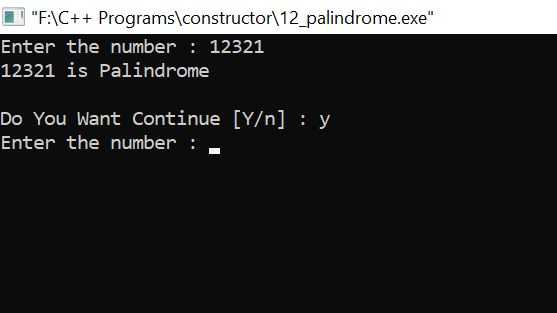 "F:\C++ Programs\constructor\12_palindrome.exe"
Enter the number : 12321
12321 is Palindrome
Do You Want Continue [Y/n] : y
Enter the number :